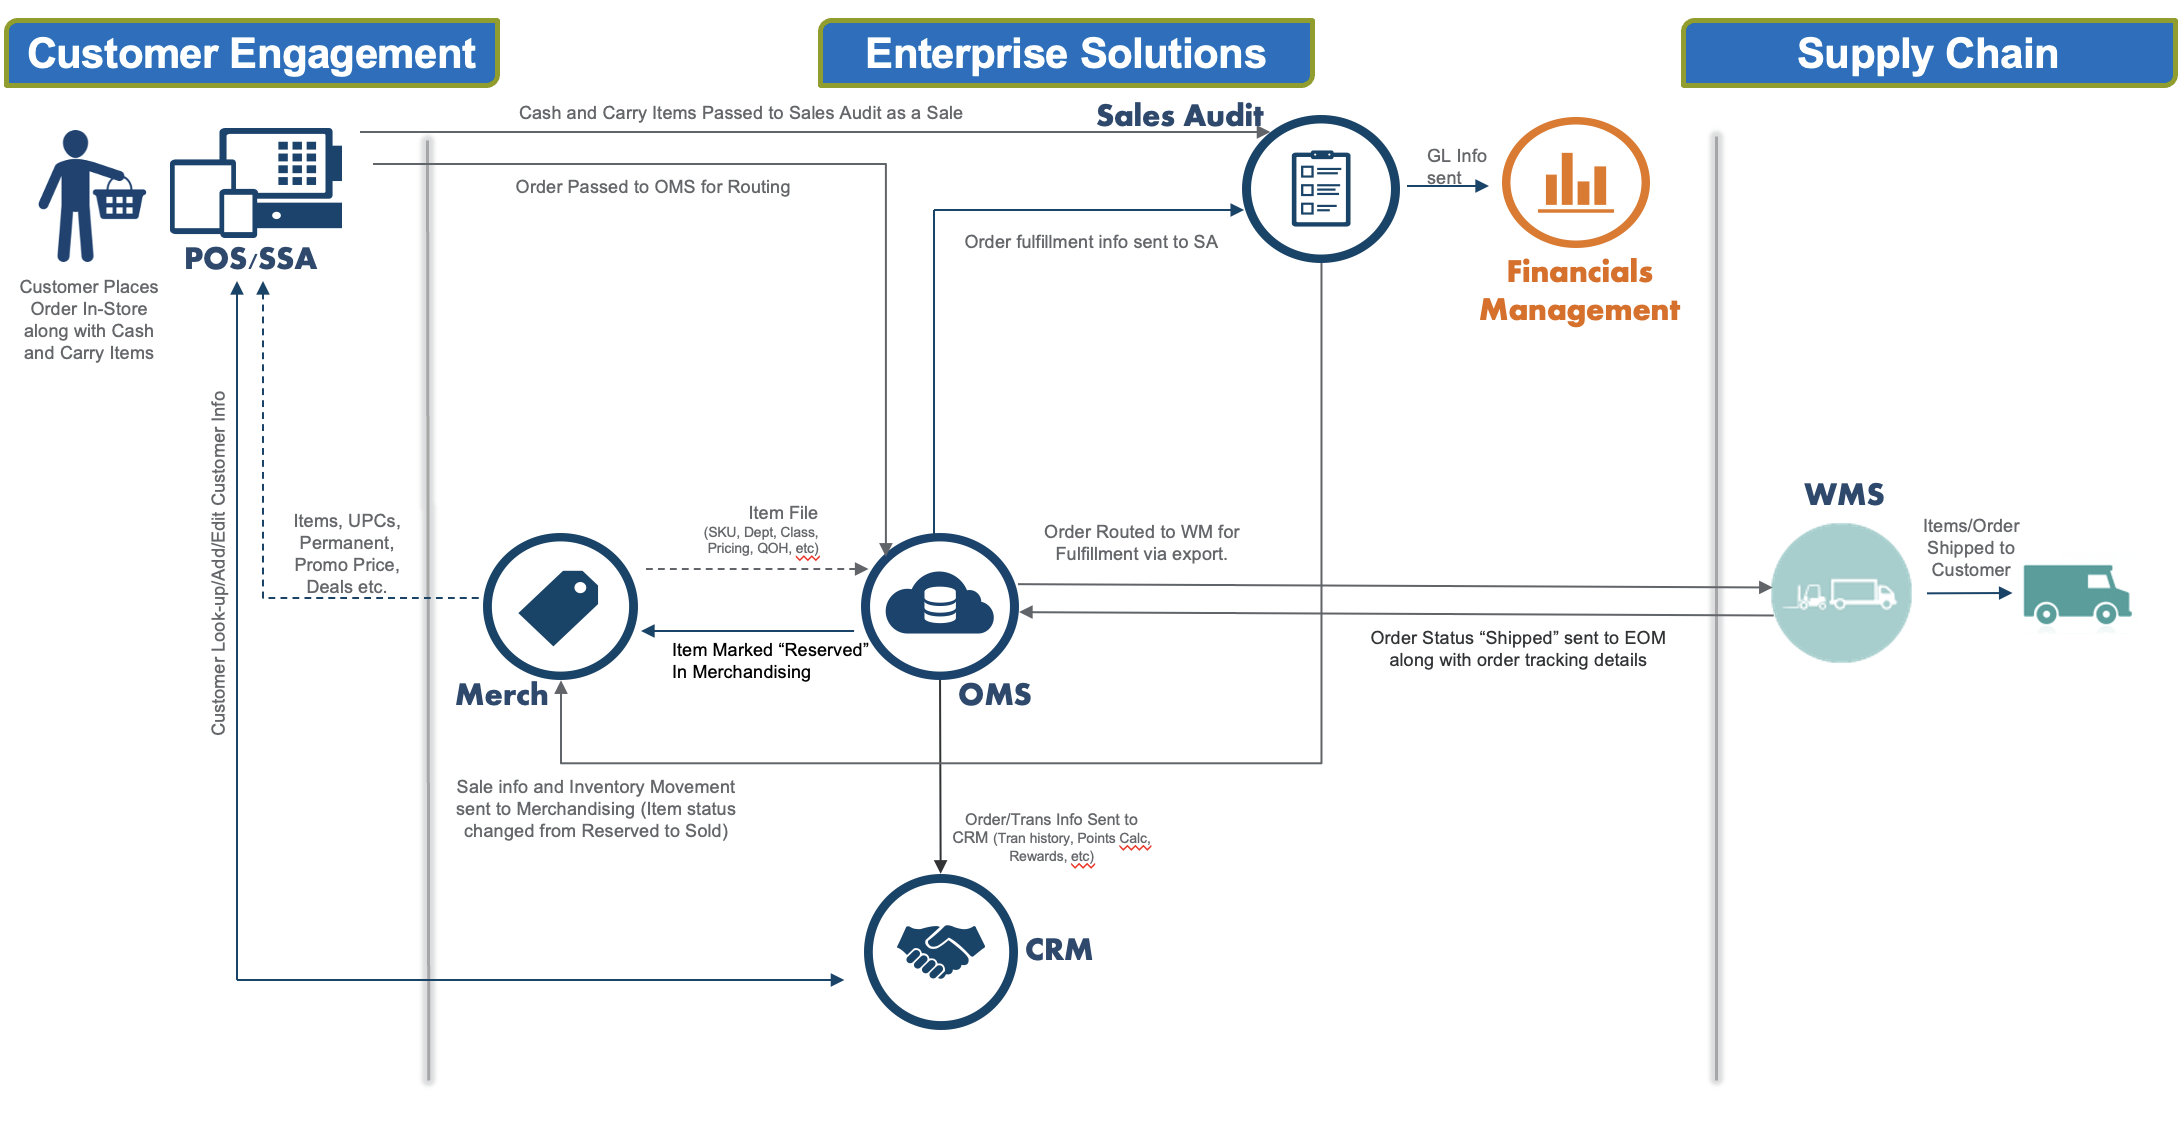 Customer Engagement
Enterprise Solutions
Supply Chain
Cash and Carry Items Passed to Sales Audit as a Sale
Sales Audit
Order Passed to OMS for Routing
GL Info
sent
Order fulfillment info sent to SA
POS/SSA
Customer Places
Order In-Store
along with Cash
and Carry Items
Financials
Management
Customer Look-up/Add/Edit Customer Info
Items, UPCs,
Permanent,
Promo Price,
Deals etc.
Item File
(SKU, Dept, Class,
Pricing, QOH, etc)
Order Routed to WM for
Fulfillment via export.
WMS
Items/Order
Shipped to
Customer
Item Marked “Reserved”
In Merchandising
Order Status “Shipped” sent to EOM
along with order tracking details
Merch
OMS
Sale info and Inventory Movement
sent to Merchandising (Item status
changed from Reserved to Sold)
Order/Trans Info Sent to
CRM (Tran history, Points Calc,
Rewards, etc)
CRM